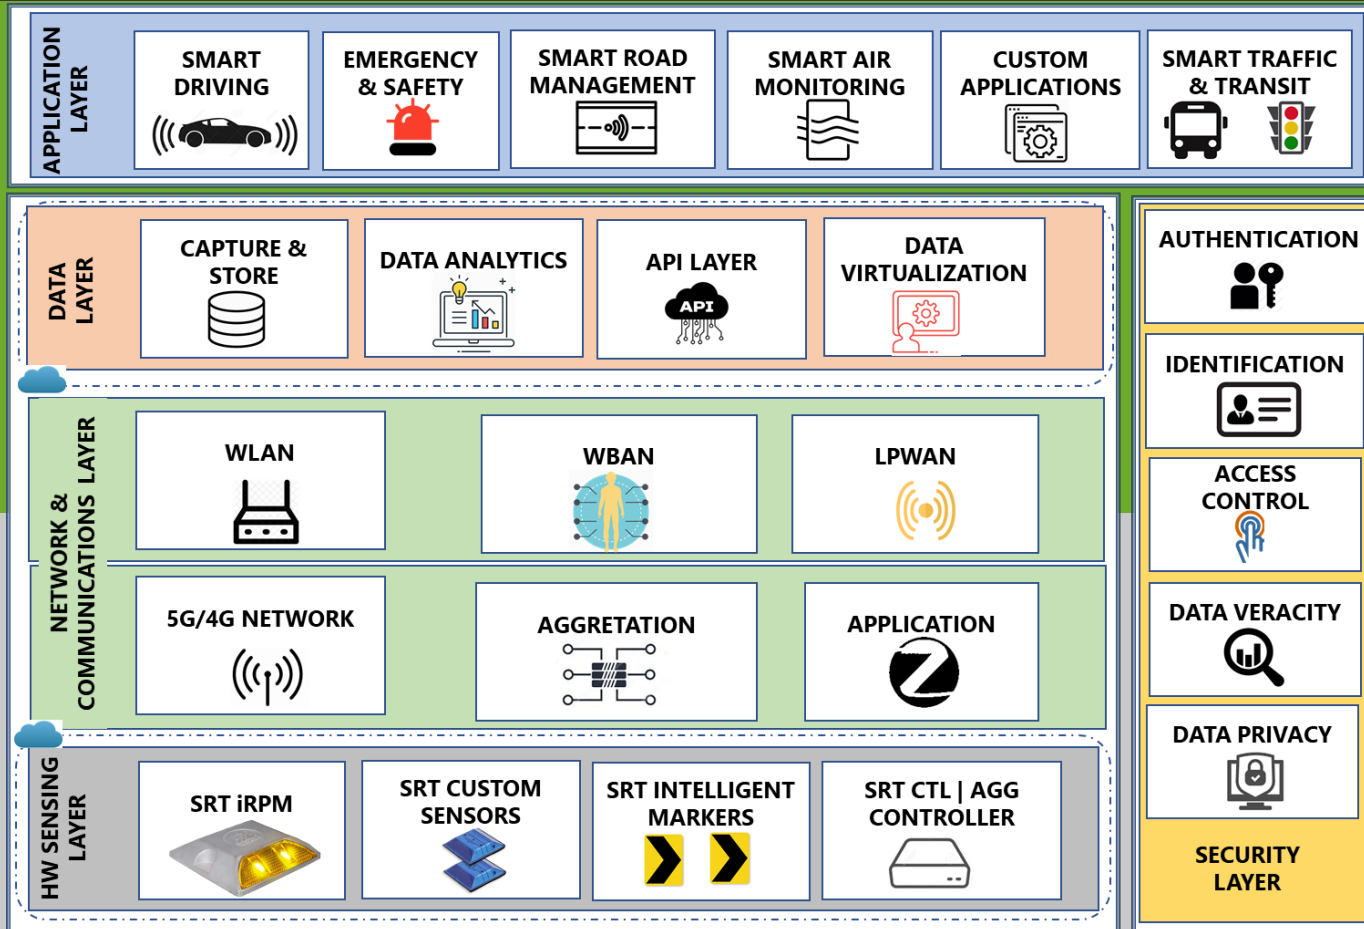 APPLICATION
LAYER
SMART
DRIVING
EMERGENCY
& SAFETY
SMART ROAD
MANAGEMENT
SMART AIR
MONITORING
CUSTOM
APPLICATIONS
SMART TRAFFIC
& TRANSIT
DATA
LAYER
CAPTURE &
STORE
DATA ANALYTICS
API LAYER
API
DATA
VIRTUALIZATION
NETWORK &
COMMUNICATIONS LAYER
WLAN
WBAN
LPWAN
5G/4G NETWORK
AGGRETATION
APPLICATION
Z
HW SENSING
LAYER
SRT iRPM
SRT CUSTOM
SENSORS
SRT INTELLIGENT
MARKERS
SRT CTL | AGG
CONTROLLER
AUTHENTICATION
IDENTIFICATION
ACCESS
CONTROL
DATA VERACITY
DATA PRIVACY
SECURITY
LAYER